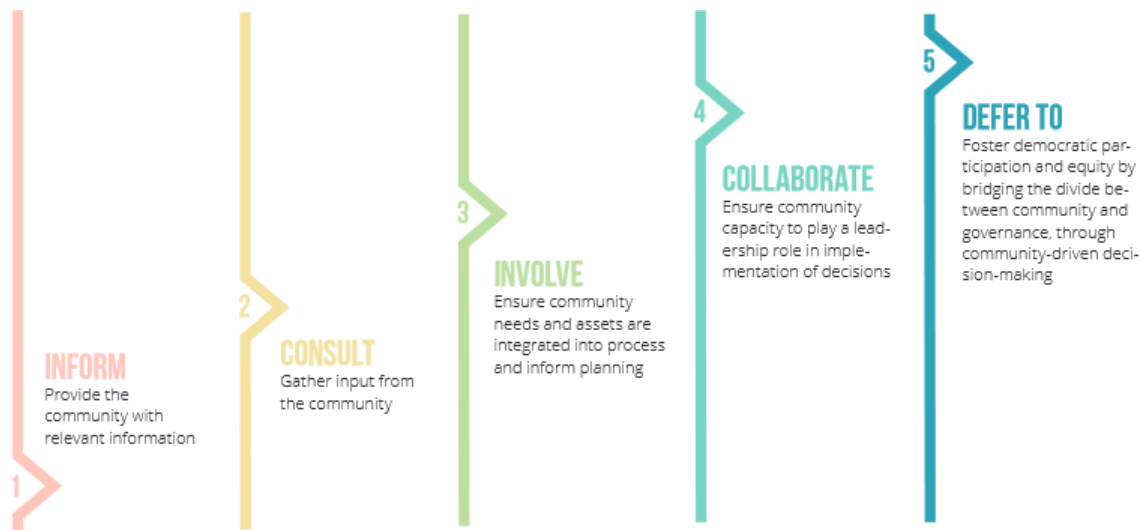 1
INFORM
Provide the
community with
relevant information
2
CONSULT
Gather input from
the community
3
INVOLVE
Ensure community
needs and assets are
integrated into process
and inform planning
4
COLLABORATE
Ensure community
capacity to play a lead-
ership role in imple-
mentation of decisions
5
DEFER TO
Foster democratic par-
ticipation and equity by
bridging the divide be-
tween community and
governance, through
community-driven deci-
sion-making